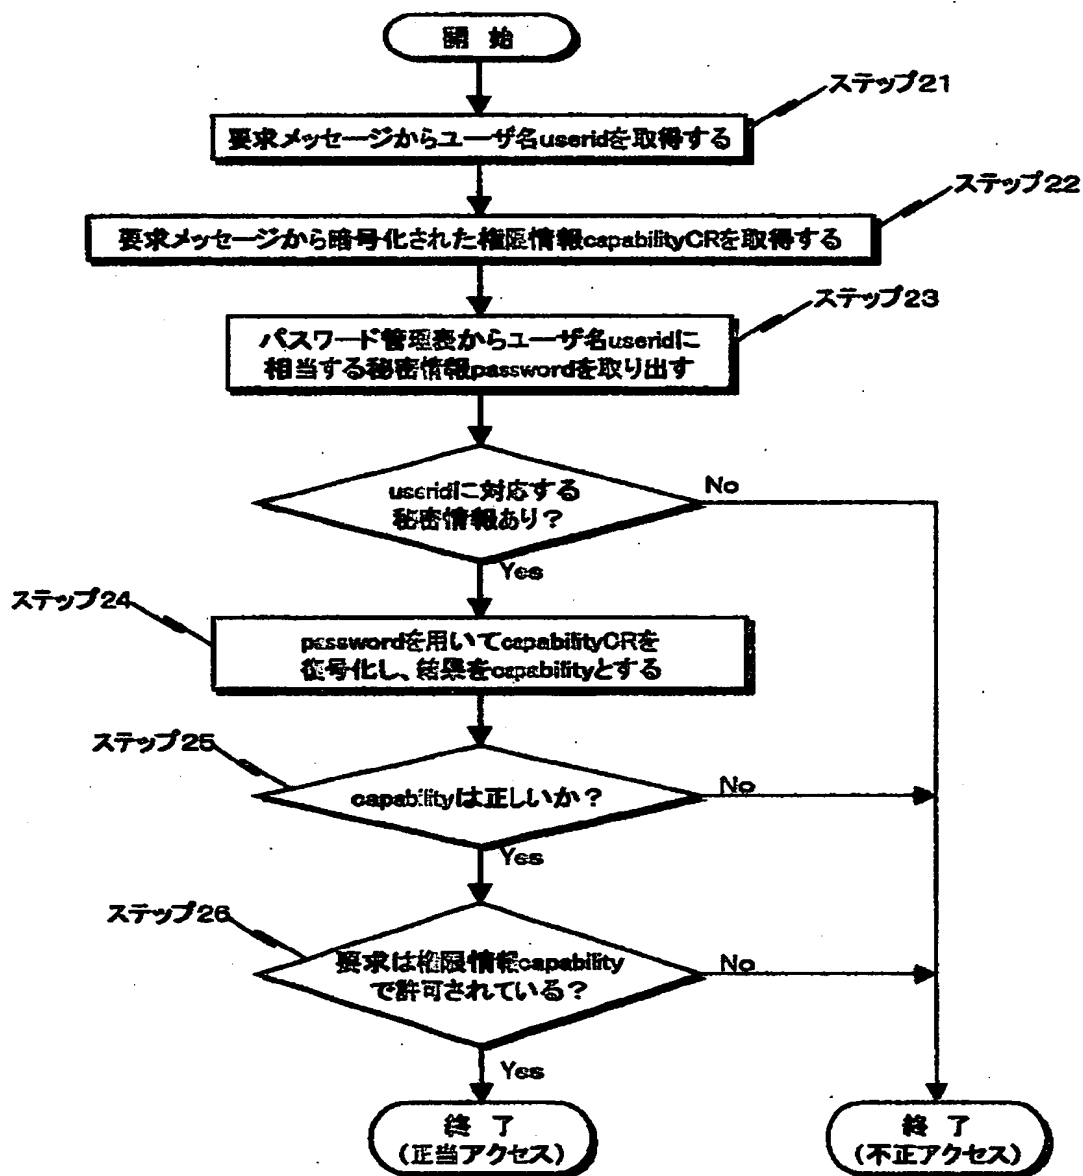 開 始
ステップ21
要求メッセージからユーザ名useridを取得する
ステップ22
要求メッセージから暗号化された権限情報capabilityCRを取得する
ステップ23
パスワード管理表からユーザ名useridに
相当する秘密情報passwordを取り出す
useridに対応する
秘密情報あり？
No
Yes
ステップ24
passwordを用いてcapabilityCRを
復号化し、結果をcapabilityとする
ステップ25
capabilityは正しいか？
No
Yes
ステップ26
要求は権限情報capability
で許可されている？
No
Yes
終 了
（正当アクセス）
終 了
（不正アクセス）